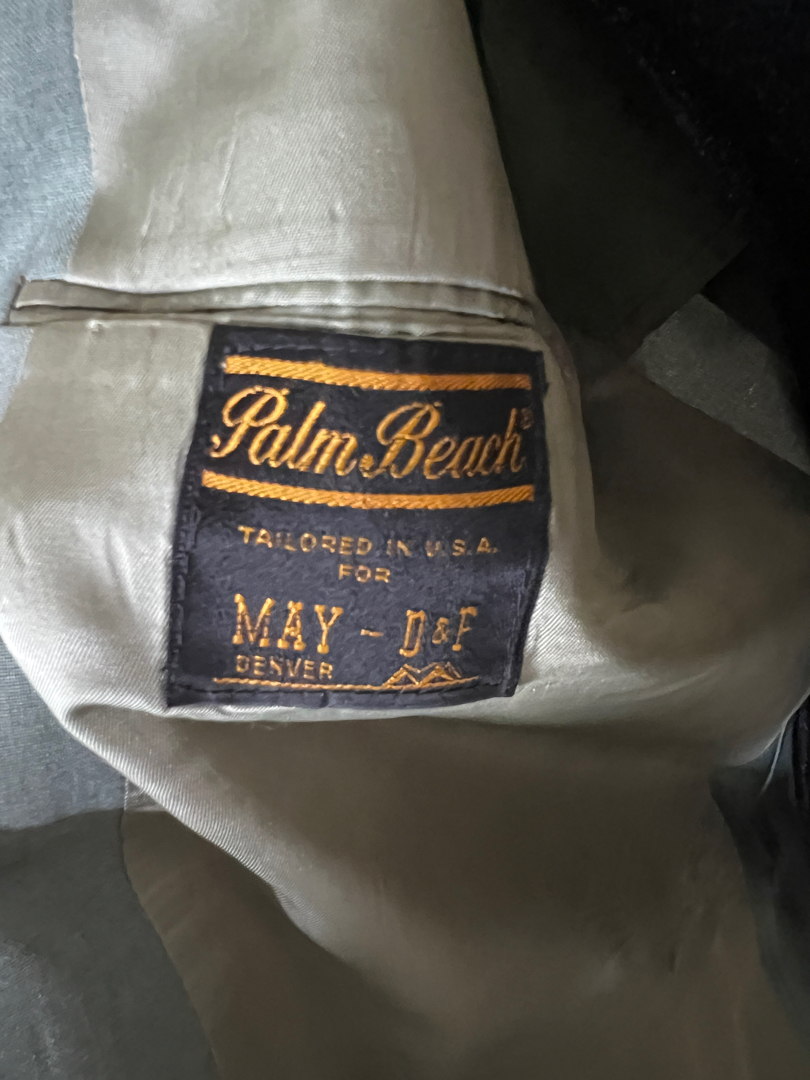 Palm Beach®
TAILORED IN U.S.A.
FOR
MAY - D&F
DENVER